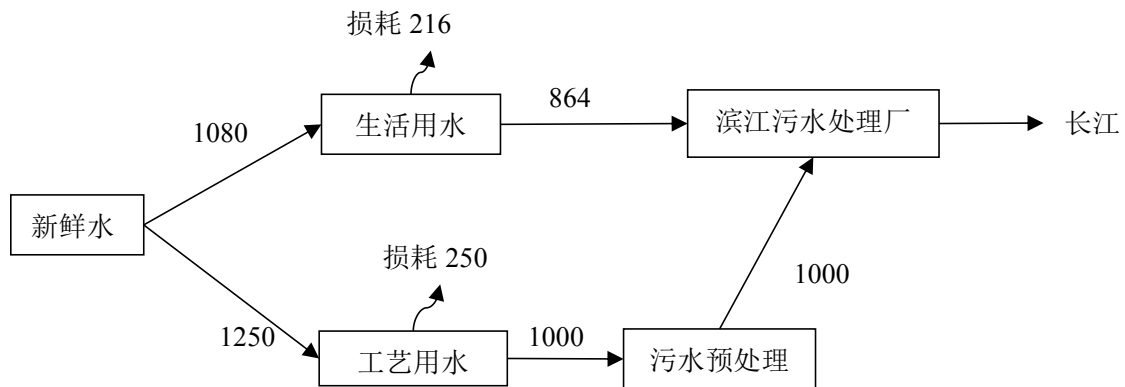 损耗 216
864
生活用水
滨江污水处理厂
长江
1080
新鲜水
损耗 250
1000
1250
1000
工艺用水
污水预处理